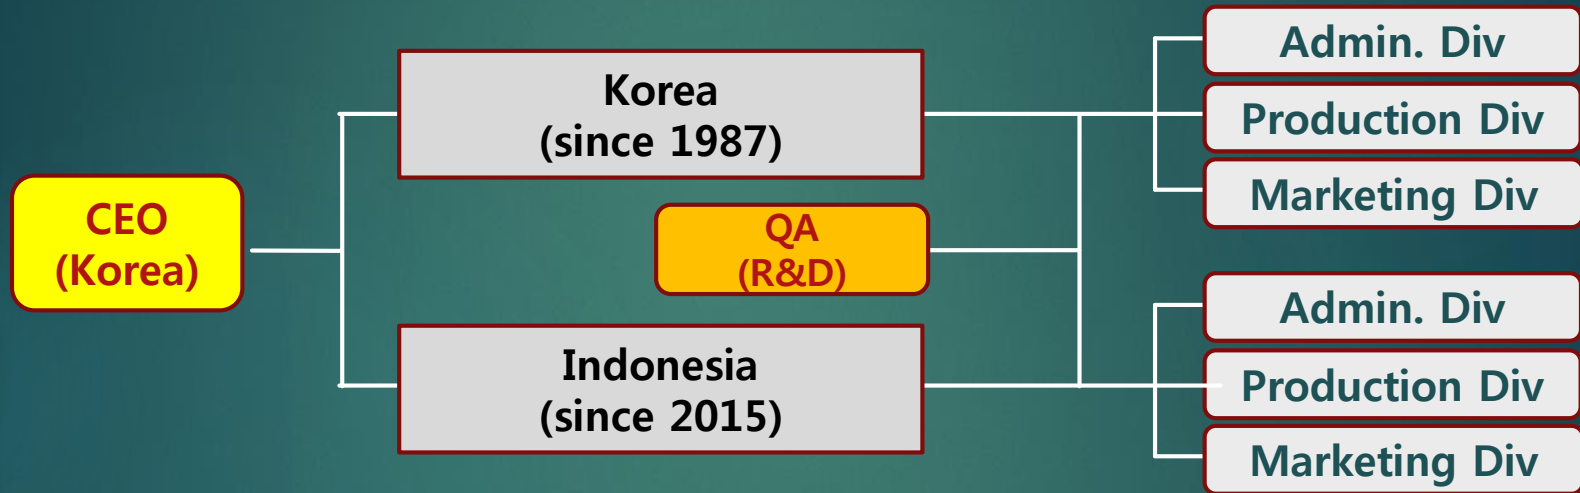 CEO
(Korea)
Korea
(since 1987)
QA
(R&D)
Indonesia
(since 2015)
Admin. Div
Production Div
Marketing Div
Admin. Div
Production Div
Marketing Div